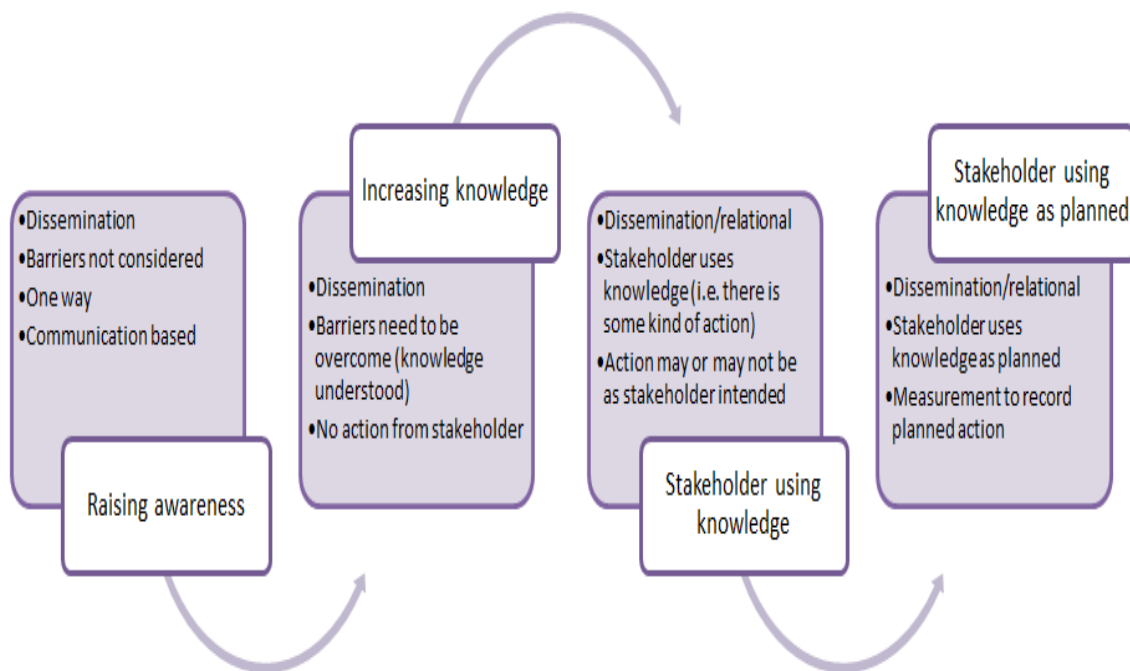 •Dissemination
•Barriers not considered
•One way
•Communication based
Raising awareness
Increasing knowledge
•Dissemination
•Barriers need to be
overcome (knowledge
understood)
•No action from stakeholder
•Dissemination/relational
•Stakeholder uses
knowledge (i.e. there is
some kind of action)
•Action may or may not be
as stakeholder intended
Stakeholder using
knowledge
Stakeholder using
knowledge as planned
•Dissemination/relational
•Stakeholder uses
knowledge as planned
•Measurement to record
planned action